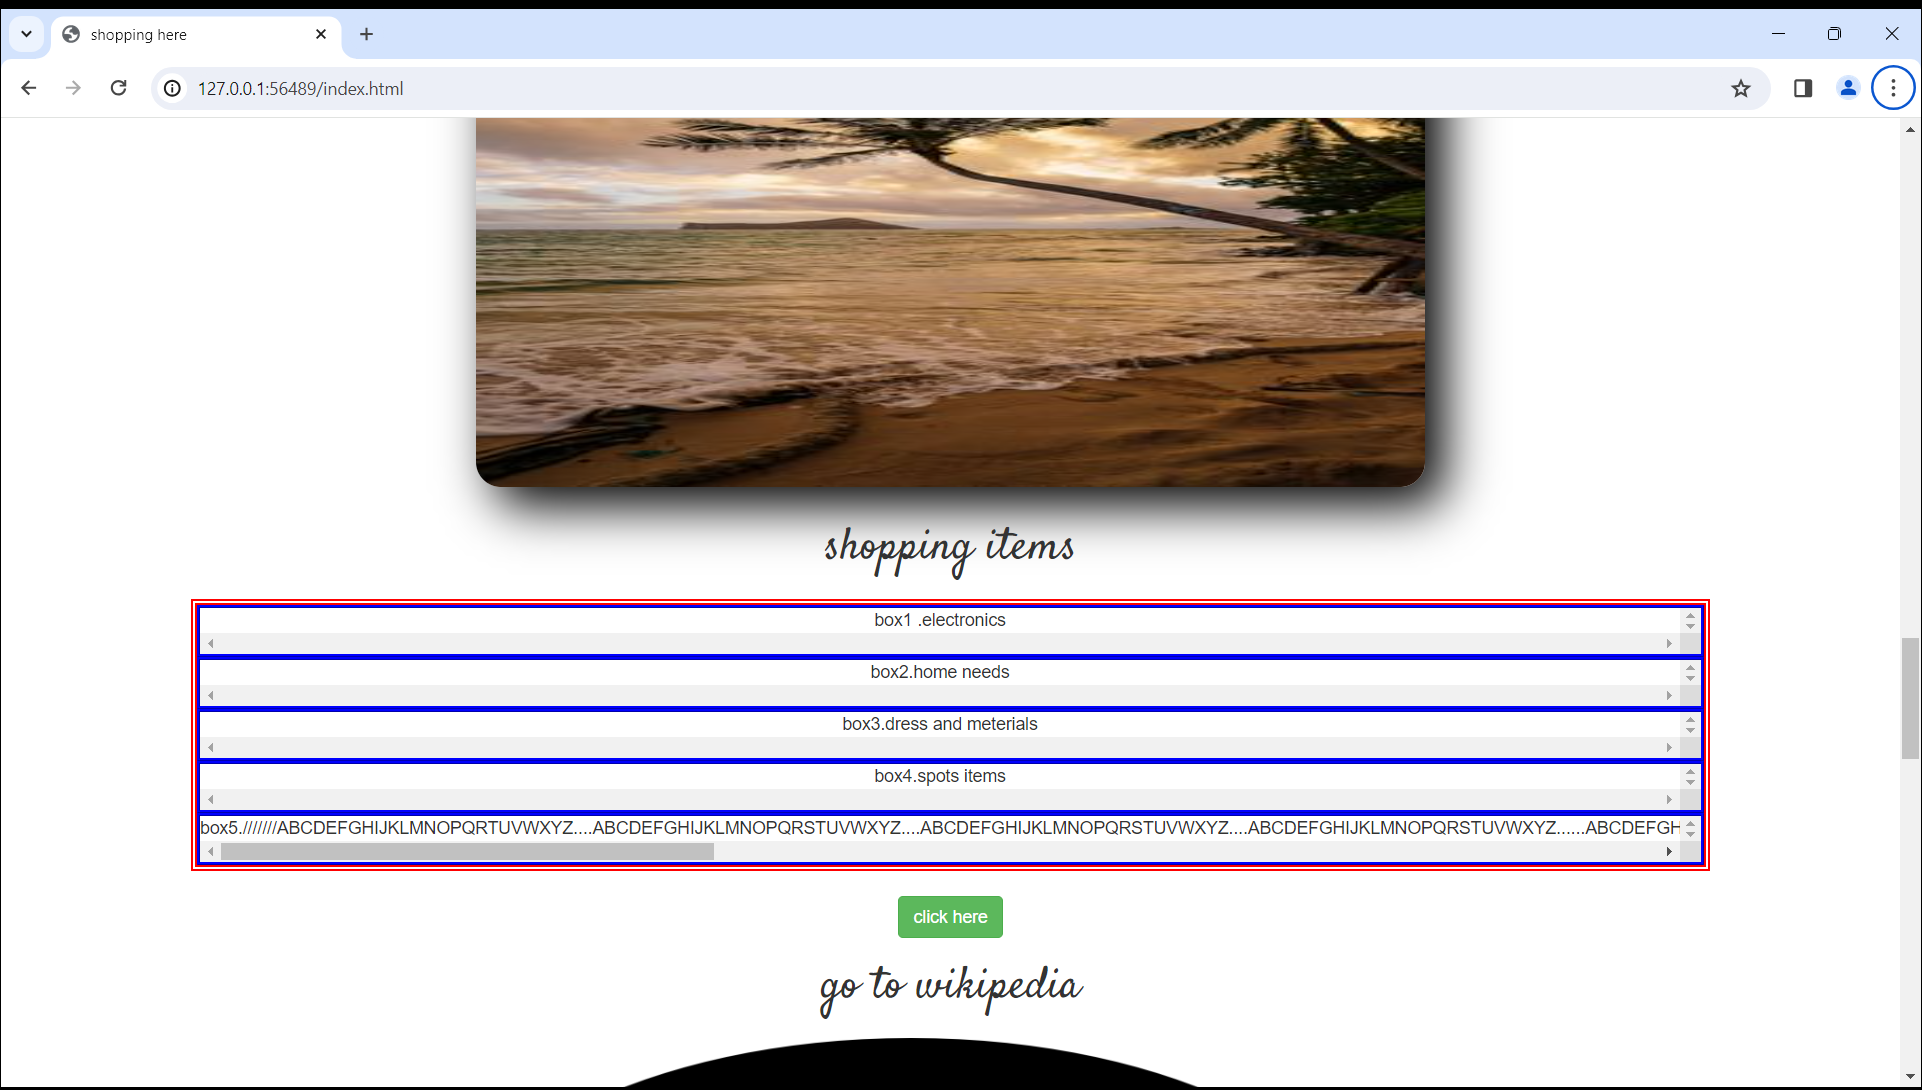 shopping here
127.0.0.1:56489/index.html
shopping items
box1 .electronics
box2.home needs
box3.dress and meterials
box4.spots items
box5.///////ABCDEFGHIJKLMNOPQRTUVWXYZ....ABCDEFGHIJKLMNOPQRSTUVWXYZ....ABCDEFGHIJKLMNOPQRSTUVWXYZ....ABCDEFGHIJKLMNOPQRSTUVWXYZ......ABCDEFGH
click here
go to wikipedia